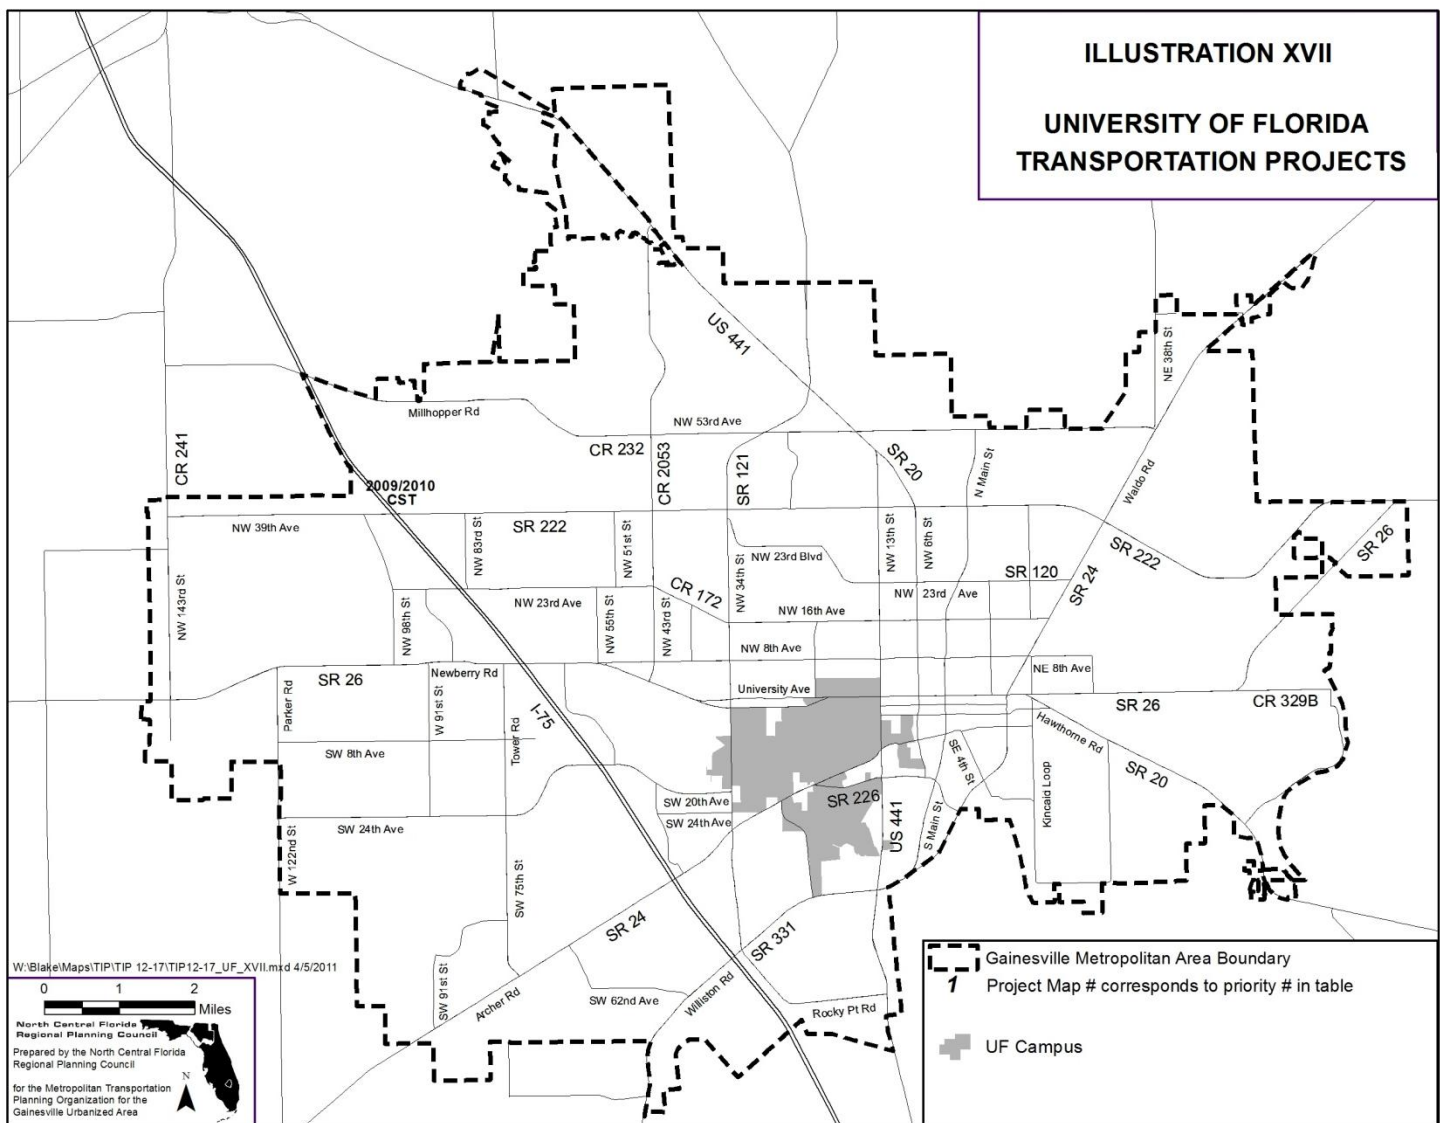 ILLUSTRATION XVII
UNIVERSITY OF FLORIDA
TRANSPORTATION PROJECTS
US 441
NE 38th St
Millhopper Rd
NW 53rd Ave
CR 241
CR 232
CR 2053
SR 121
SR 20
N Main St
Waldo Rd
2009/2010
CST
NW 39th Ave
NW 83rd St
SR 222
NW 51st St
NW 34th St
NW 23rd Blvd
NW 13th St
NW 6th St
SR 120
SR 24
SR 222
SR 26
NW 143rd St
NW 98th St
NW 23rd Ave
NW 55th St
NW 43rd St
CR 172
NW 16th Ave
NW 23rd Ave
NW 8th Ave
NE 8th Ave
Parker Rd
SR 26
Newberry Rd
W 91st St
Tower Rd
I-75
University Ave
SR 26
CR 329B
Hawthorne Rd
SR 20
SW 8th Ave
SE 4th St
Kincaid Loop
SW 20th Ave
SR 226
SW 24th Ave
SW 24th Ave
US 441
S Main St
W 122nd St
SW 75th St
SR 24
SR 331
SW 91st St
Archer Rd
SW 62nd Ave
Williston Rd
Rocky Pt Rd
W:\Blake\Maps\TIP\TIP 12-17\TIP12-17_UF_XVII.mxd 4/5/2011
0 1 2
Miles
North Central Florida
Regional Planning Council
Prepared by the North Central Florida
Regional Planning Council
N
for the Metropolitan Transportation
Planning Organization for the
Gainesville Urbanized Area
Gainesville Metropolitan Area Boundary
1 Project Map # corresponds to priority # in table
UF Campus